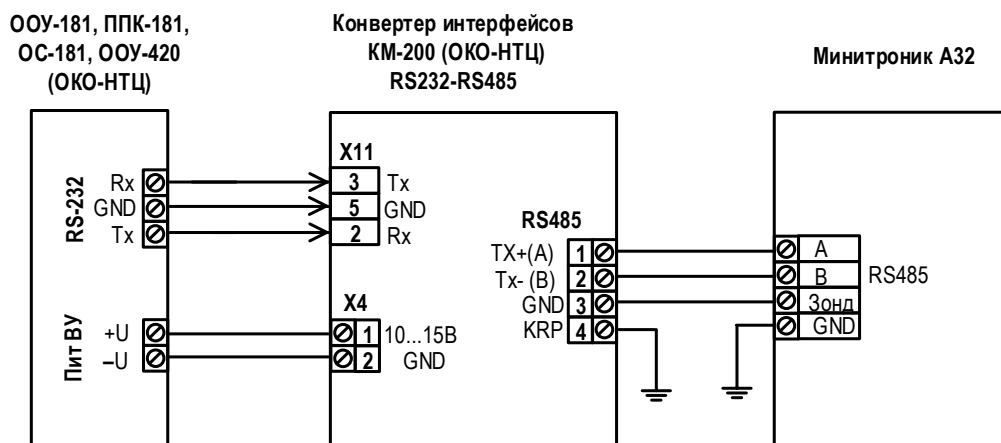 ООУ-181, ППК-181,
ОС-181, ООУ-420
(ОКО-НТЦ)
Конвертер интерфейсов
КМ-200 (ОКО-НТЦ)
RS232-RS485
Минитроник А32
RS-232
Rx
GND
Tx
Пит ВУ
+U
–U
X11
3 Tx
5 GND
2 Rx
X4
1 10...15В
2 GND
RS485
TX+(A) 1
Tx- (B) 2
GND 3
KRP 4
A
B
Зонд
GND
RS485